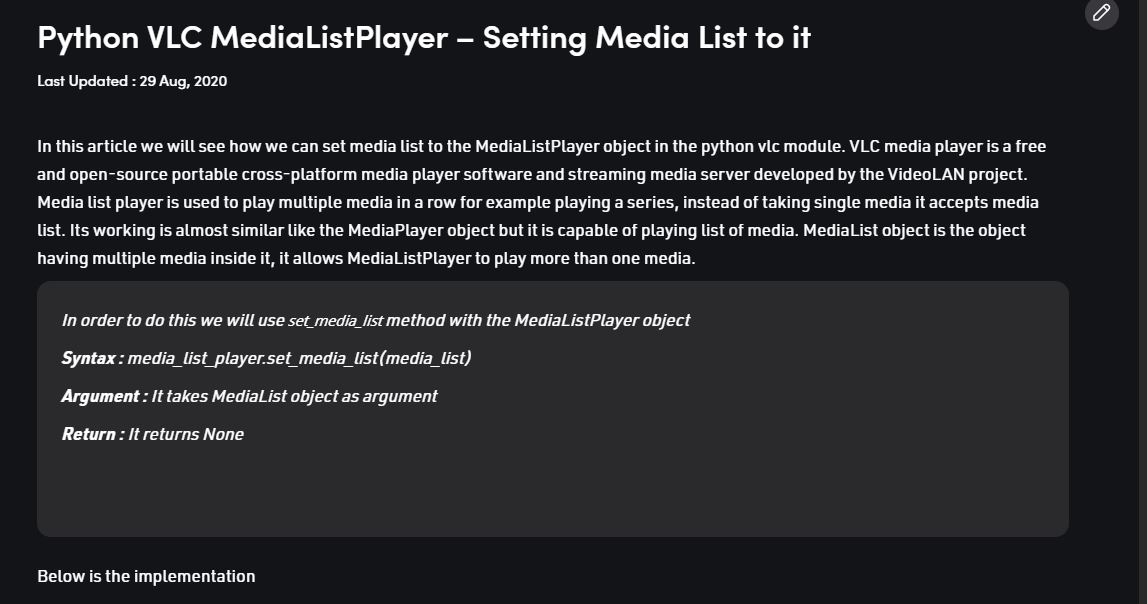 Python VLC MediaListPlayer – Setting Media List to it
Last Updated : 29 Aug, 2020
In this article we will see how we can set media list to the MediaListPlayer object in the python vlc module. VLC media player is a free
and open-source portable cross-platform media player software and streaming media server developed by the VideoLAN project.
Media list player is used to play multiple media in a row for example playing a series, instead of taking single media it accepts media
list. Its working is almost similar like the MediaPlayer object but it is capable of playing list of media. MediaList object is the object
having multiple media inside it, it allows MediaListPlayer to play more than one media.
In order to do this we will use set_media_list method with the MediaListPlayer object
Syntax : media_list_player.set_media_list(media_list)
Argument : It takes MediaList object as argument
Return : It returns None
Below is the implementation